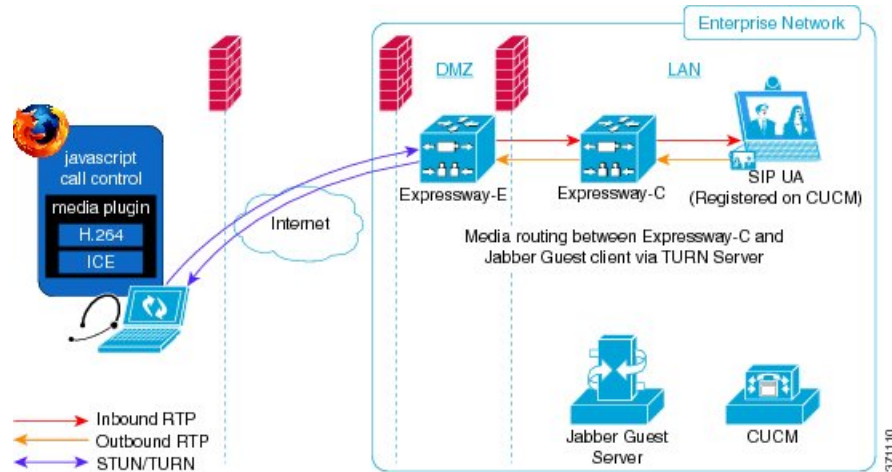 Enterprise Network
DMZ
LAN
javascript
call control
media plugin
H.264
ICE
Internet
Expressway-E
Expressway-C
SIP UA
(Registered on CUCM)
Media routing between Expressway-C and
Jabber Guest client via TURN Server
Inbound RTP
Outbound RTP
STUN/TURN
Jabber Guest
Server
CUCM